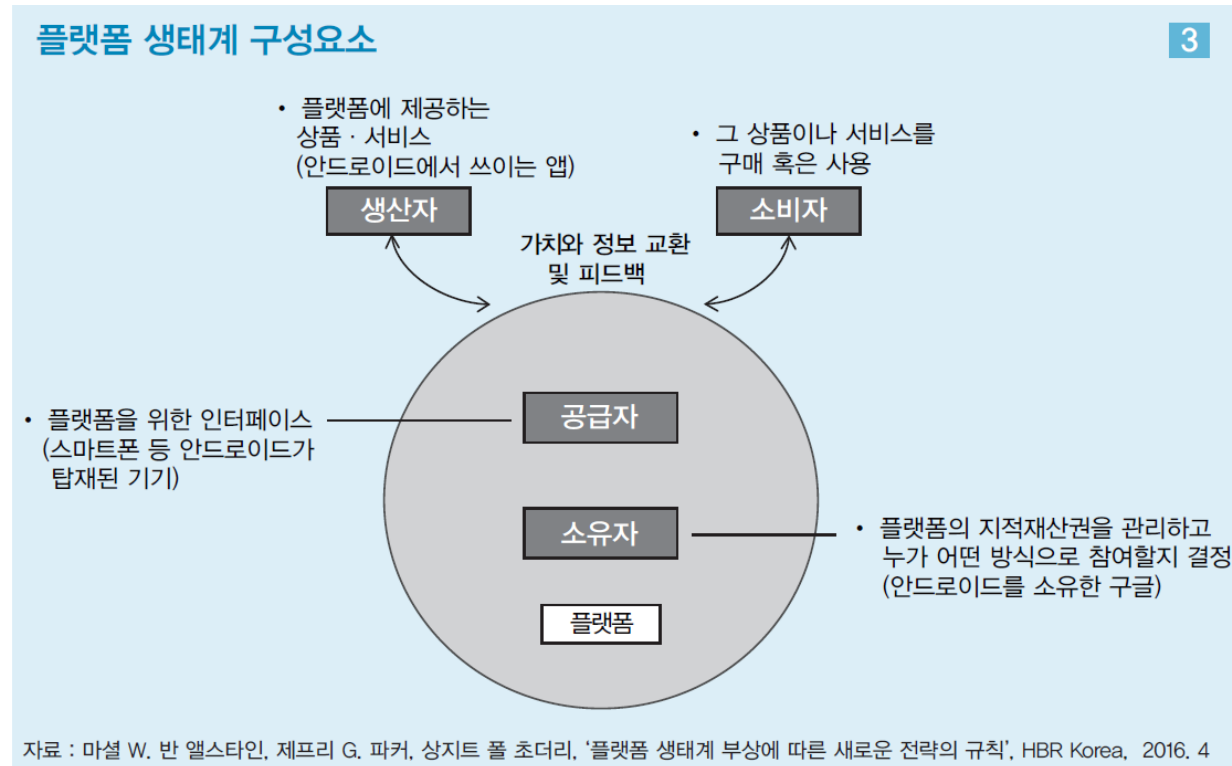 플랫폼 생태계 구성요소
3
• 플랫폼에 제공하는
상품 · 서비스
(안드로이드에서 쓰이는 앱)
• 그 상품이나 서비스를
구매 혹은 사용
생산자
소비자
가치와 정보 교환
및 피드백
공급자
• 플랫폼을 위한 인터페이스
(스마트폰 등 안드로이드가
탑재된 기기)
소유자
• 플랫폼의 지적재산권을 관리하고
누가 어떤 방식으로 참여할지 결정
(안드로이드를 소유한 구글)
플랫폼
자료 : 마셜 W. 반 앨스타인, 제프리 G. 파커, 상지트 폴 초더리, ‘플랫폼 생태계 부상에 따른 새로운 전략의 규칙’, HBR Korea, 2016. 4